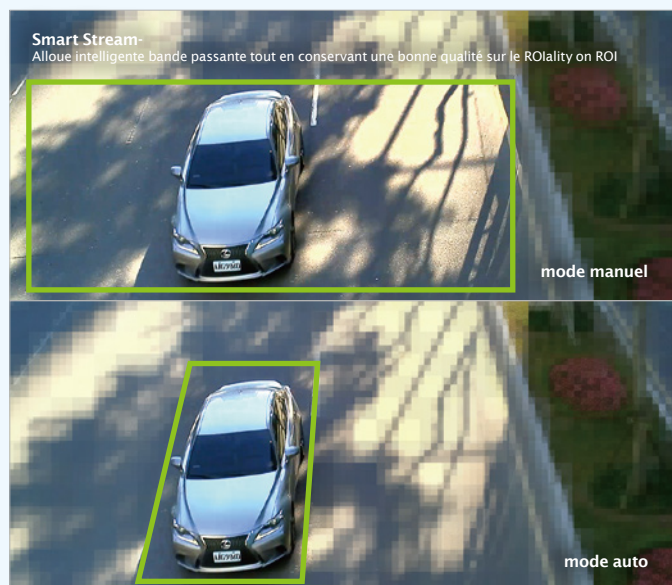 Smart Stream-
Alloue intelligente bande passante tout en conservant une bonne qualité sur le ROIality on ROI
mode manuel
mode auto